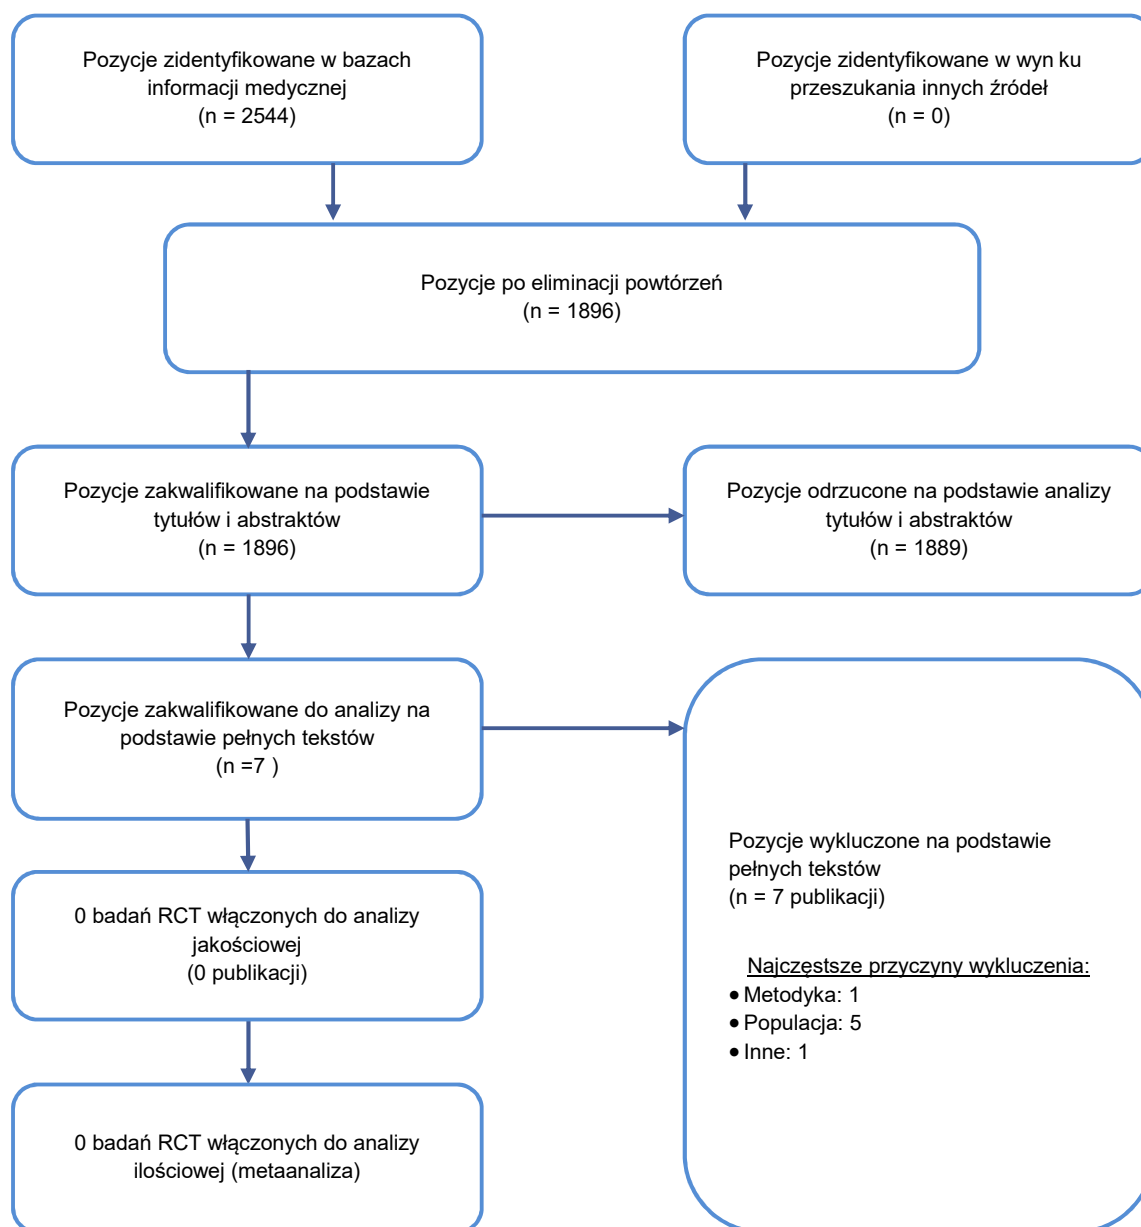 Pozycje zidentyfikowane w bazach
informacji medycznej
(n = 2544)
Pozycje zidentyfikowane w wyn ku
przeszukania innych źródeł
(n = 0)
Pozycje po eliminacji powtórzeń
(n = 1896)
Pozycje zakwalifikowane na podstawie
tytułów i abstraktów
(n = 1896)
Pozycje odrzucone na podstawie analizy
tytułów i abstraktów
(n = 1889)
Pozycje zakwalifikowane do analizy na
podstawie pełnych tekstów
(n =7 )
Pozycje wykluczone na podstawie
pełnych tekstów
(n = 7 publikacji)
Najczęstsze przyczyny wykluczenia:
• Metodyka: 1
• Populacja: 5
• Inne: 1
0 badań RCT włączonych do analizy
jakościowej
(0 publikacji)
0 badań RCT włączonych do analizy
ilościowej (metaanaliza)